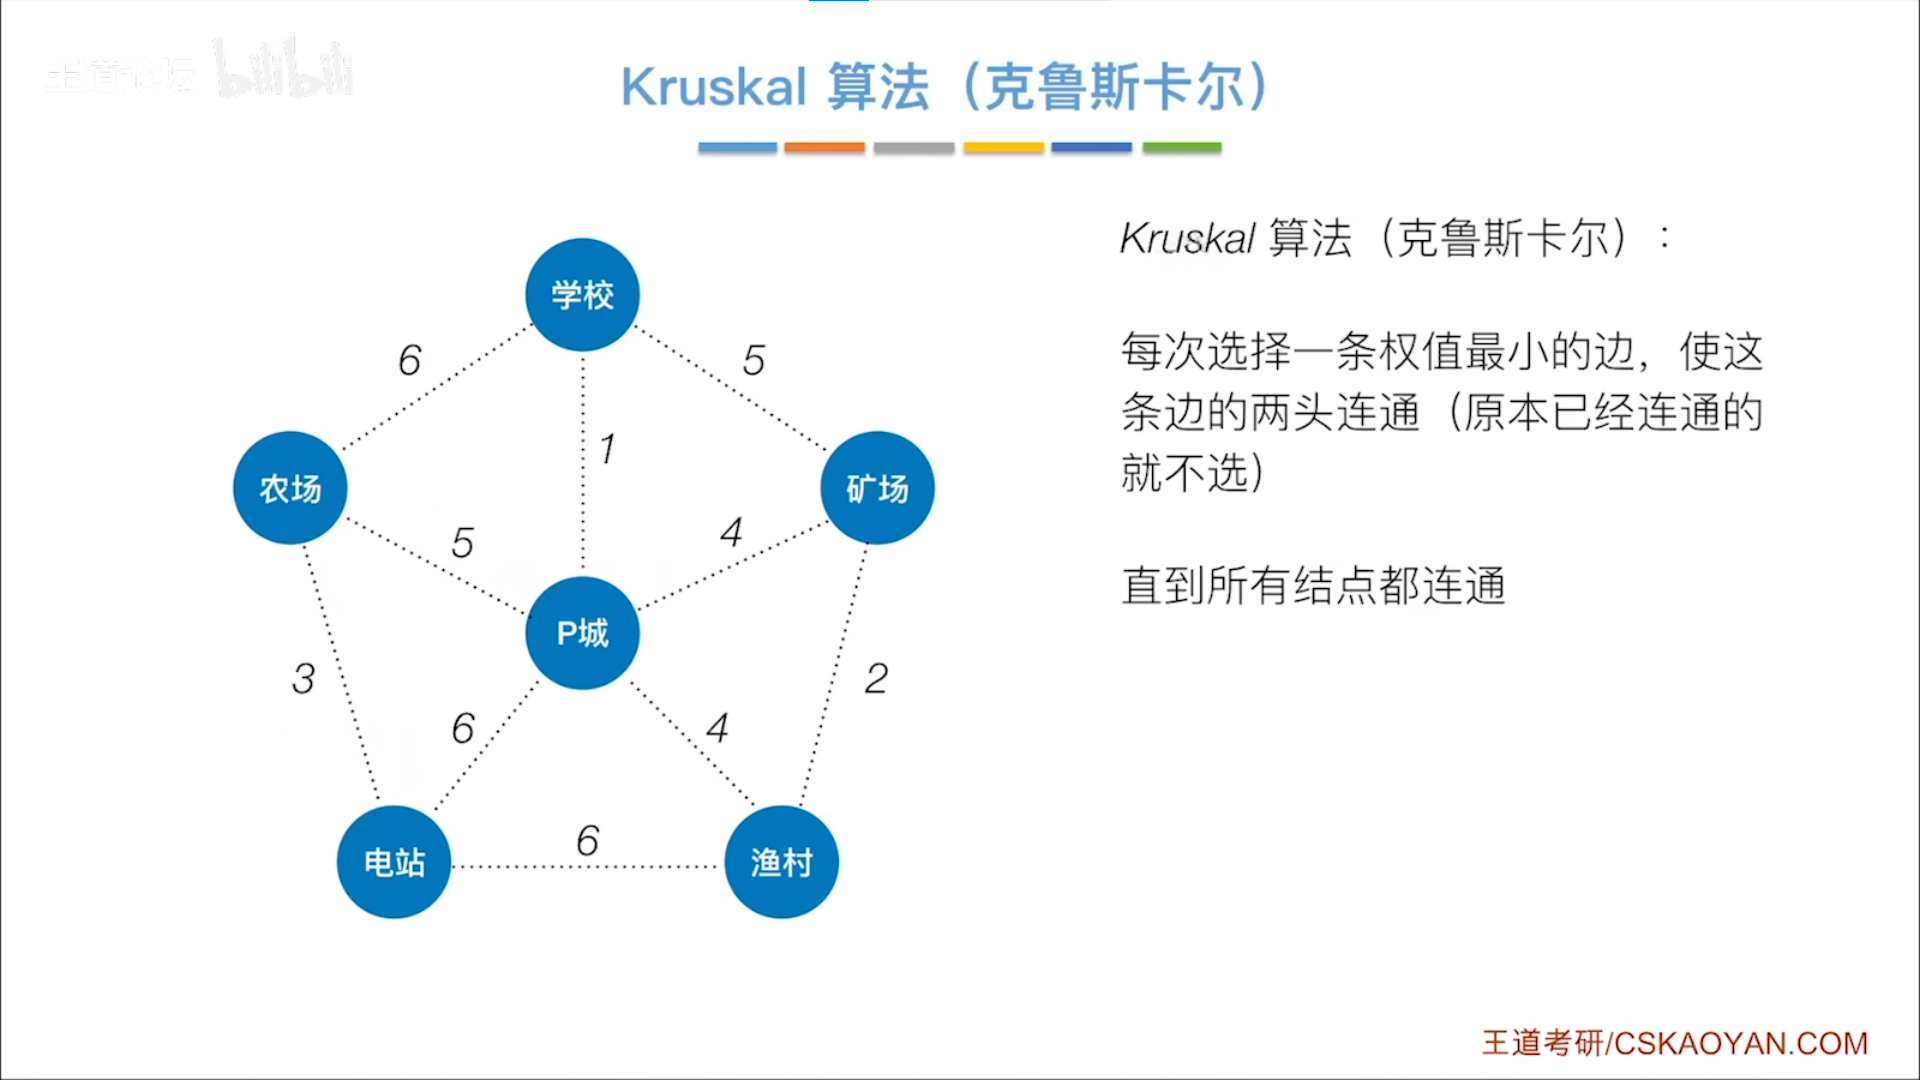 王道论坛 bilibili
Kruskal 算法（克鲁斯卡尔）
Kruskal 算法（克鲁斯卡尔）：
每次选择一条权值最小的边，使这
条边的两头连通（原本已经连通的
就不选）
直到所有结点都连通
学校
6
5
1
农场
矿场
5
4
P城
3
2
6
4
电站
6
渔村
王道考研/CSKAOYAN.COM